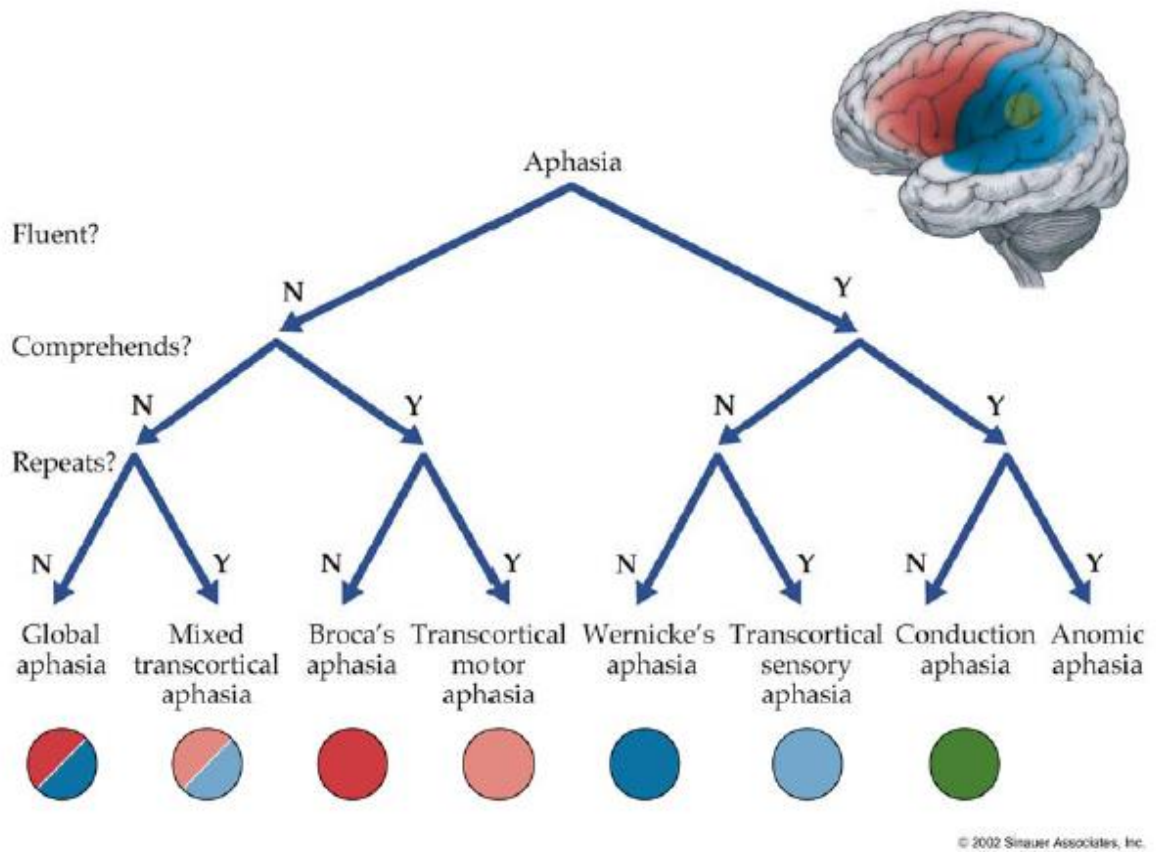 Aphasia
Fluent?
N
Y
Comprehends?
N
Y
N
Y
Repeats?
N
Y
N
Y
N
Y
N
Y
Global
aphasia
Mixed
transcortical
aphasia
Broca's
aphasia
Transcortical
motor
aphasia
Wernicke's
aphasia
Transcortical
sensory
aphasia
Conduction
aphasia
Anomic
aphasia
© 2002 Sinauer Associates, Inc.